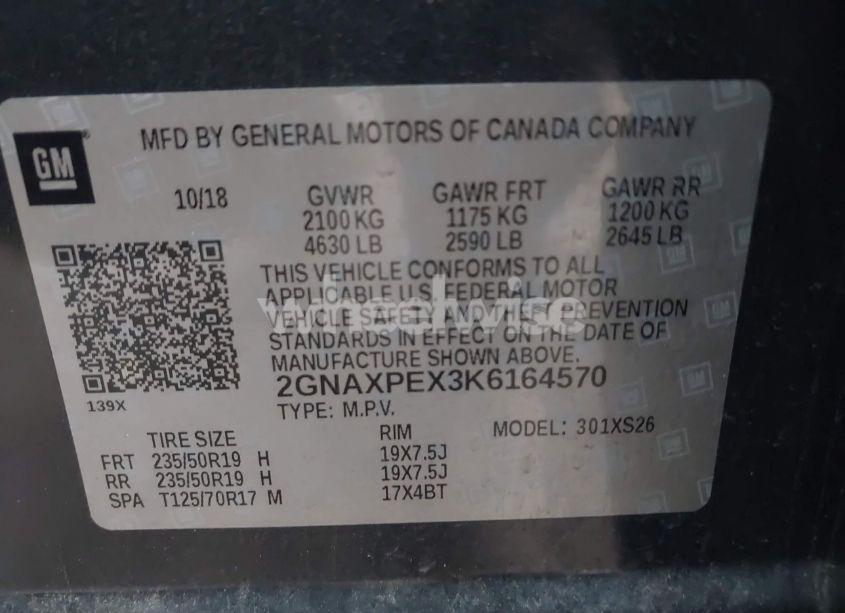 MFD BY GENERAL MOTORS OF CANADA COMPANY
GM
10/18 GVWR GAWR FRT GAWR RR
2100 KG 1175 KG 1200 KG
4630 LB 2590 LB 2645 LB
THIS VEHICLE CONFORMS TO ALL
APPLICABLE U.S. FEDERAL MOTOR
VEHICLE SAFETY AND THEFT PREVENTION
STANDARDS IN EFFECT ON THE DATE OF
MANUFACTURE SHOWN ABOVE.
2GNAXPEX3K6164570
139X
TYPE: M.P.V.
TIRE SIZE RIM MODEL: 301XS26
FRT 235/50R19 H 19X7.5J
RR 235/50R19 H 19X7.5J
SPA T125/70R17 M 17X4BT